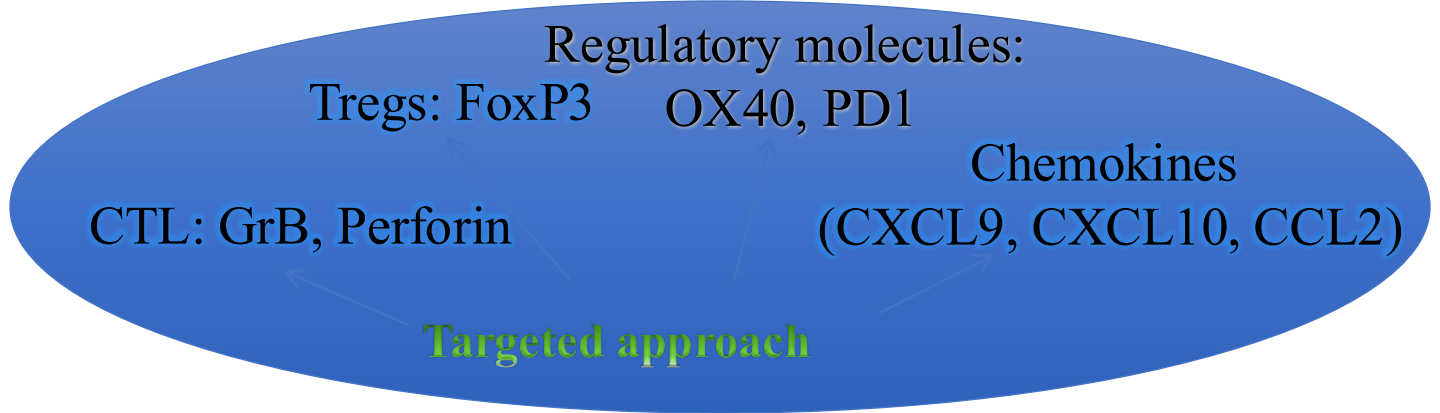 Regulatory molecules:
OX40, PD1
Tregs: FoxP3
Chemokines
(CXCL9, CXCL10, CCL2)
CTL: GrB, Perforin
Targeted approach